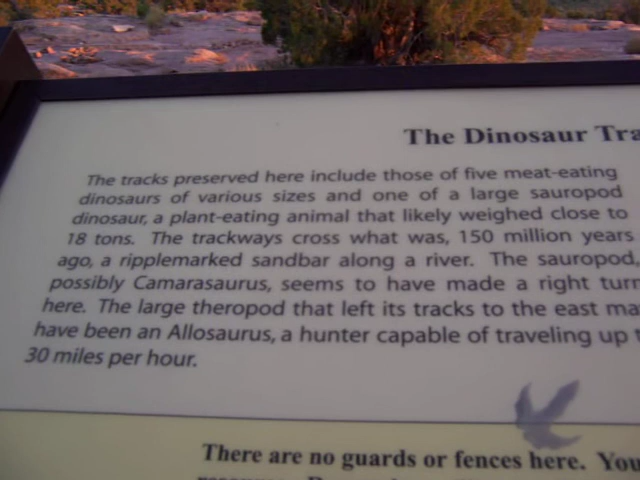 The Dinosaur Tra
The tracks preserved here include those of five meat-eating
dinosaurs of various sizes and one of a large sauropod
dinosaur, a plant-eating animal that likely weighed close to
18 tons. The trackways cross what was, 150 million years
ago, a ripplemarked sandbar along a river. The sauropod,
possibly Camarasaurus, seems to have made a right turn
here. The large theropod that left its tracks to the east ma
have been an Allosaurus, a hunter capable of traveling up t
30 miles per hour.
There are no guards or fences here. You